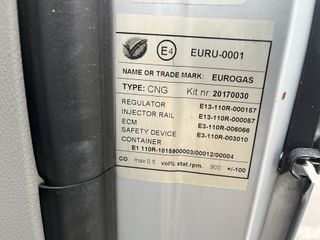 E4 EURU-0001
NAME OR TRADE MARK: EUROGAS
TYPE: CNG Kit nr. 20170030
REGULATOR E13-110R-000157
INJECTOR RAIL E13-110R-000057
ECM E3-110R-006066
SAFETY DEVICE E3-110R-003010
CONTAINER
E1 110R-1815900003/00012/00004
CO max 0.5 vol% stat.rpm. 900 +/-100